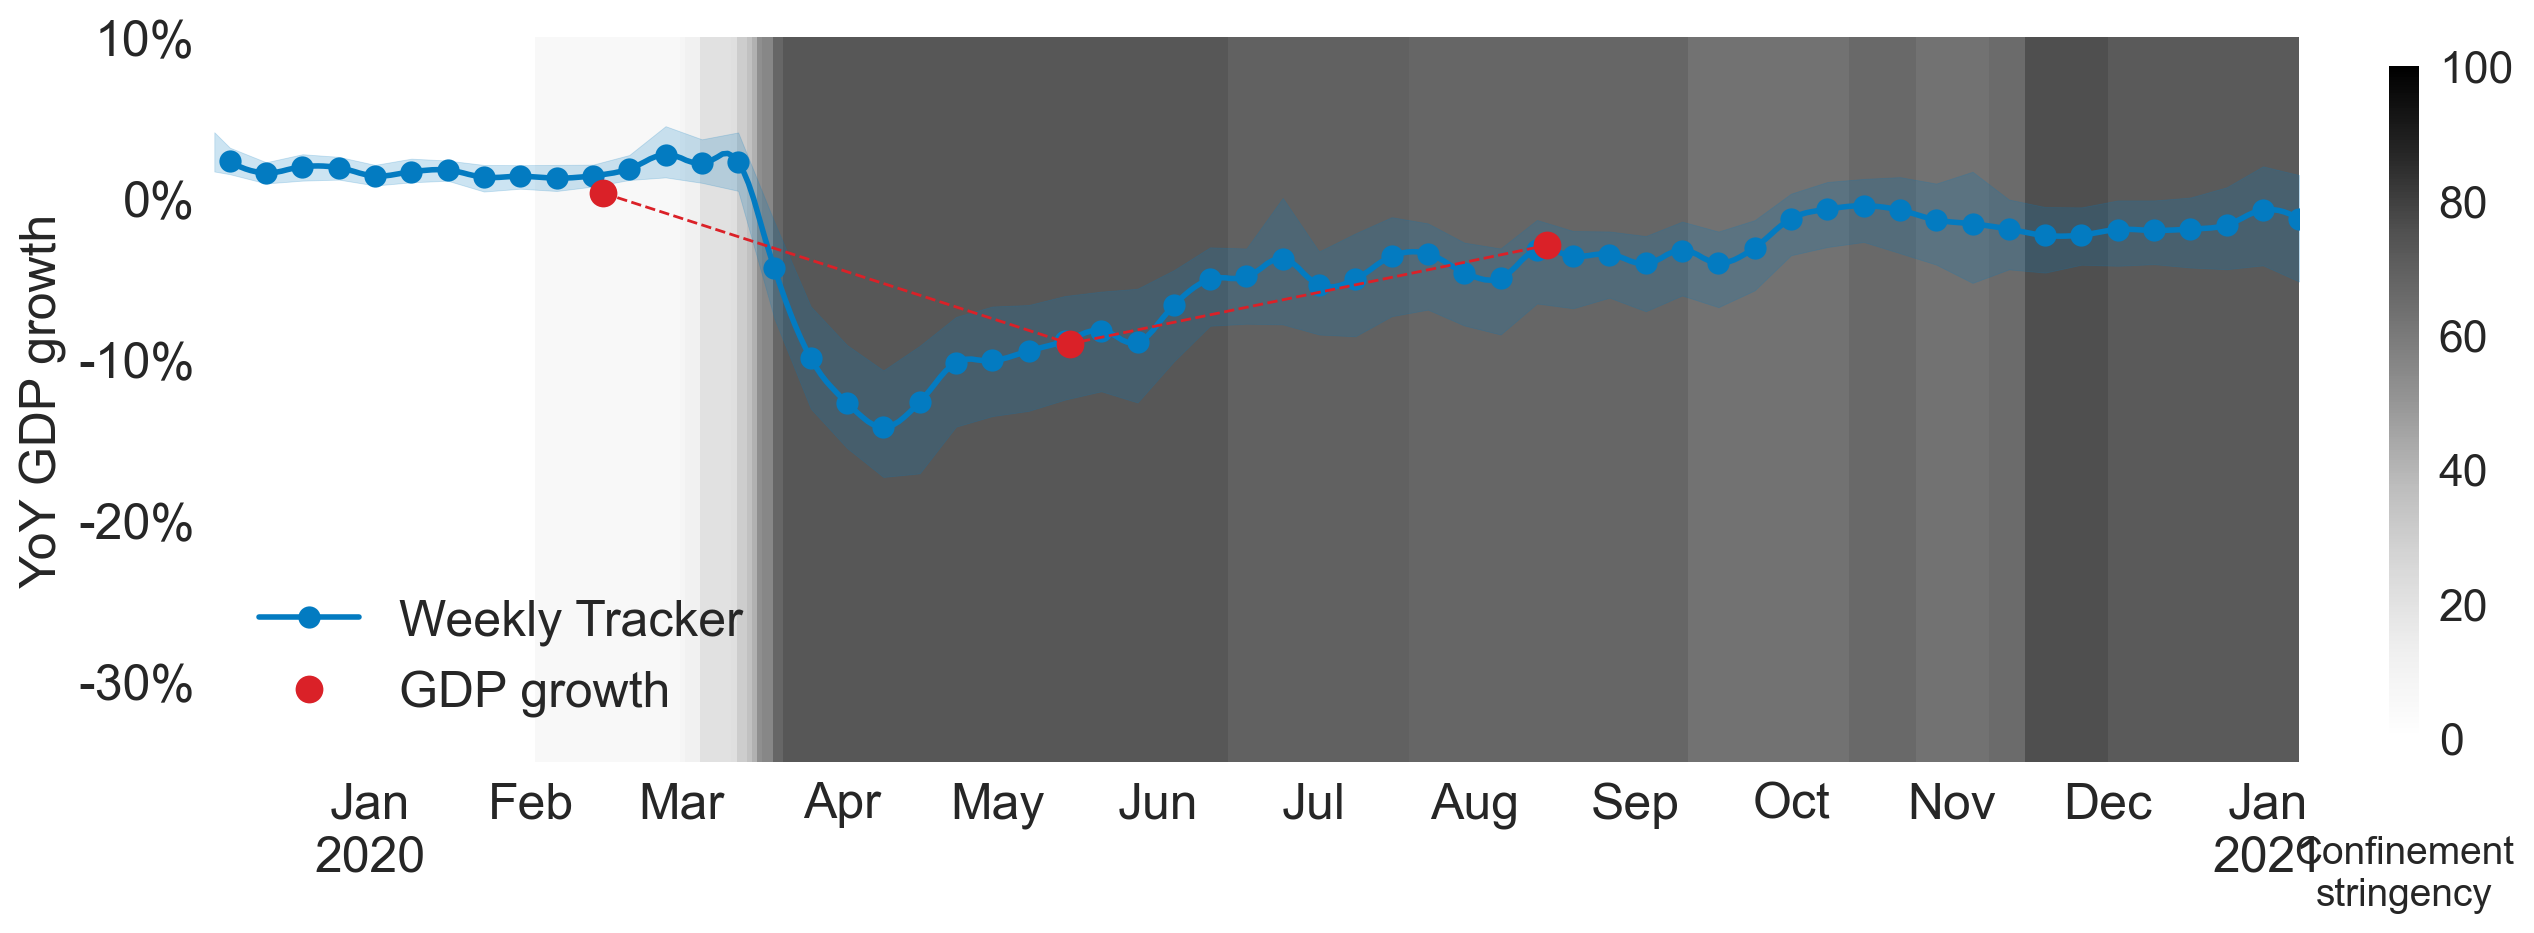 10%
0%
-10%
-20%
-30%
YoY GDP growth
Weekly Tracker
GDP growth
Jan Feb Mar Apr May Jun Jul Aug Sep Oct Nov Dec Jan
2020 2021
100
80
60
40
20
0
Confinement
stringency